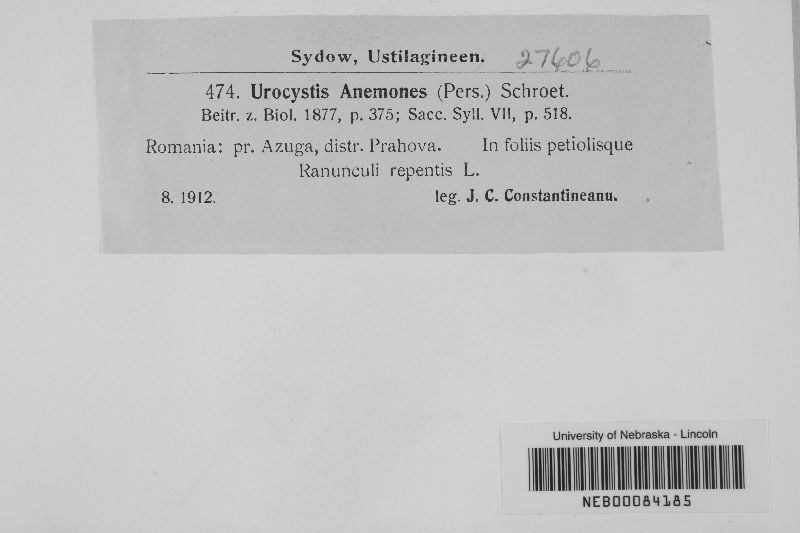 Sydow, Ustilagineen. 27606
474. Urocystis Anemones (Pers.) Schroet.
Beitr. z. Biol. 1877, p. 375; Sacc. Syll. VII, p. 518.
Romania: pr. Azuga, distr. Prahova. In foliis petiolisque
Ranunculi repentis L.
8. 1912. leg. J. C. Constantineanu.
University of Nebraska - Lincoln
NEB00084185